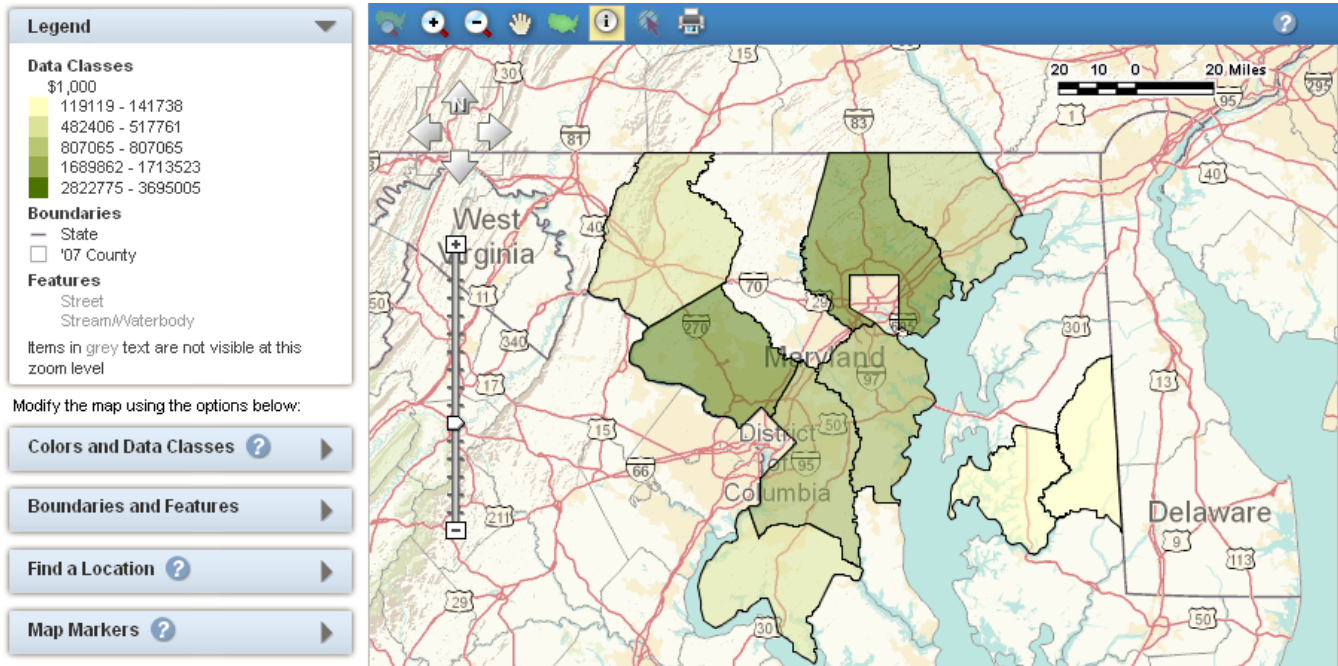 Legend
Data Classes
$1,000
119119 - 141738
482406 - 517761
807065 - 807065
1689862 - 1713523
2822775 - 3695005
Boundaries
State
'07 County
Features
Street
Stream/Waterbody
Items in grey text are not visible at this
zoom level
Modify the map using the options below:
Colors and Data Classes ?
Boundaries and Features
Find a Location ?
Map Markers ?
i
?
20 10 0 20 Miles
N
+
-
15
30
81
83
95
295
1
40
West
Virginia
40
50
11
70
29
695
301
340
270
Maryland
97
13
17
15
District
of
Columbia
50
95
66
211
Delaware
9
113
29
30
50